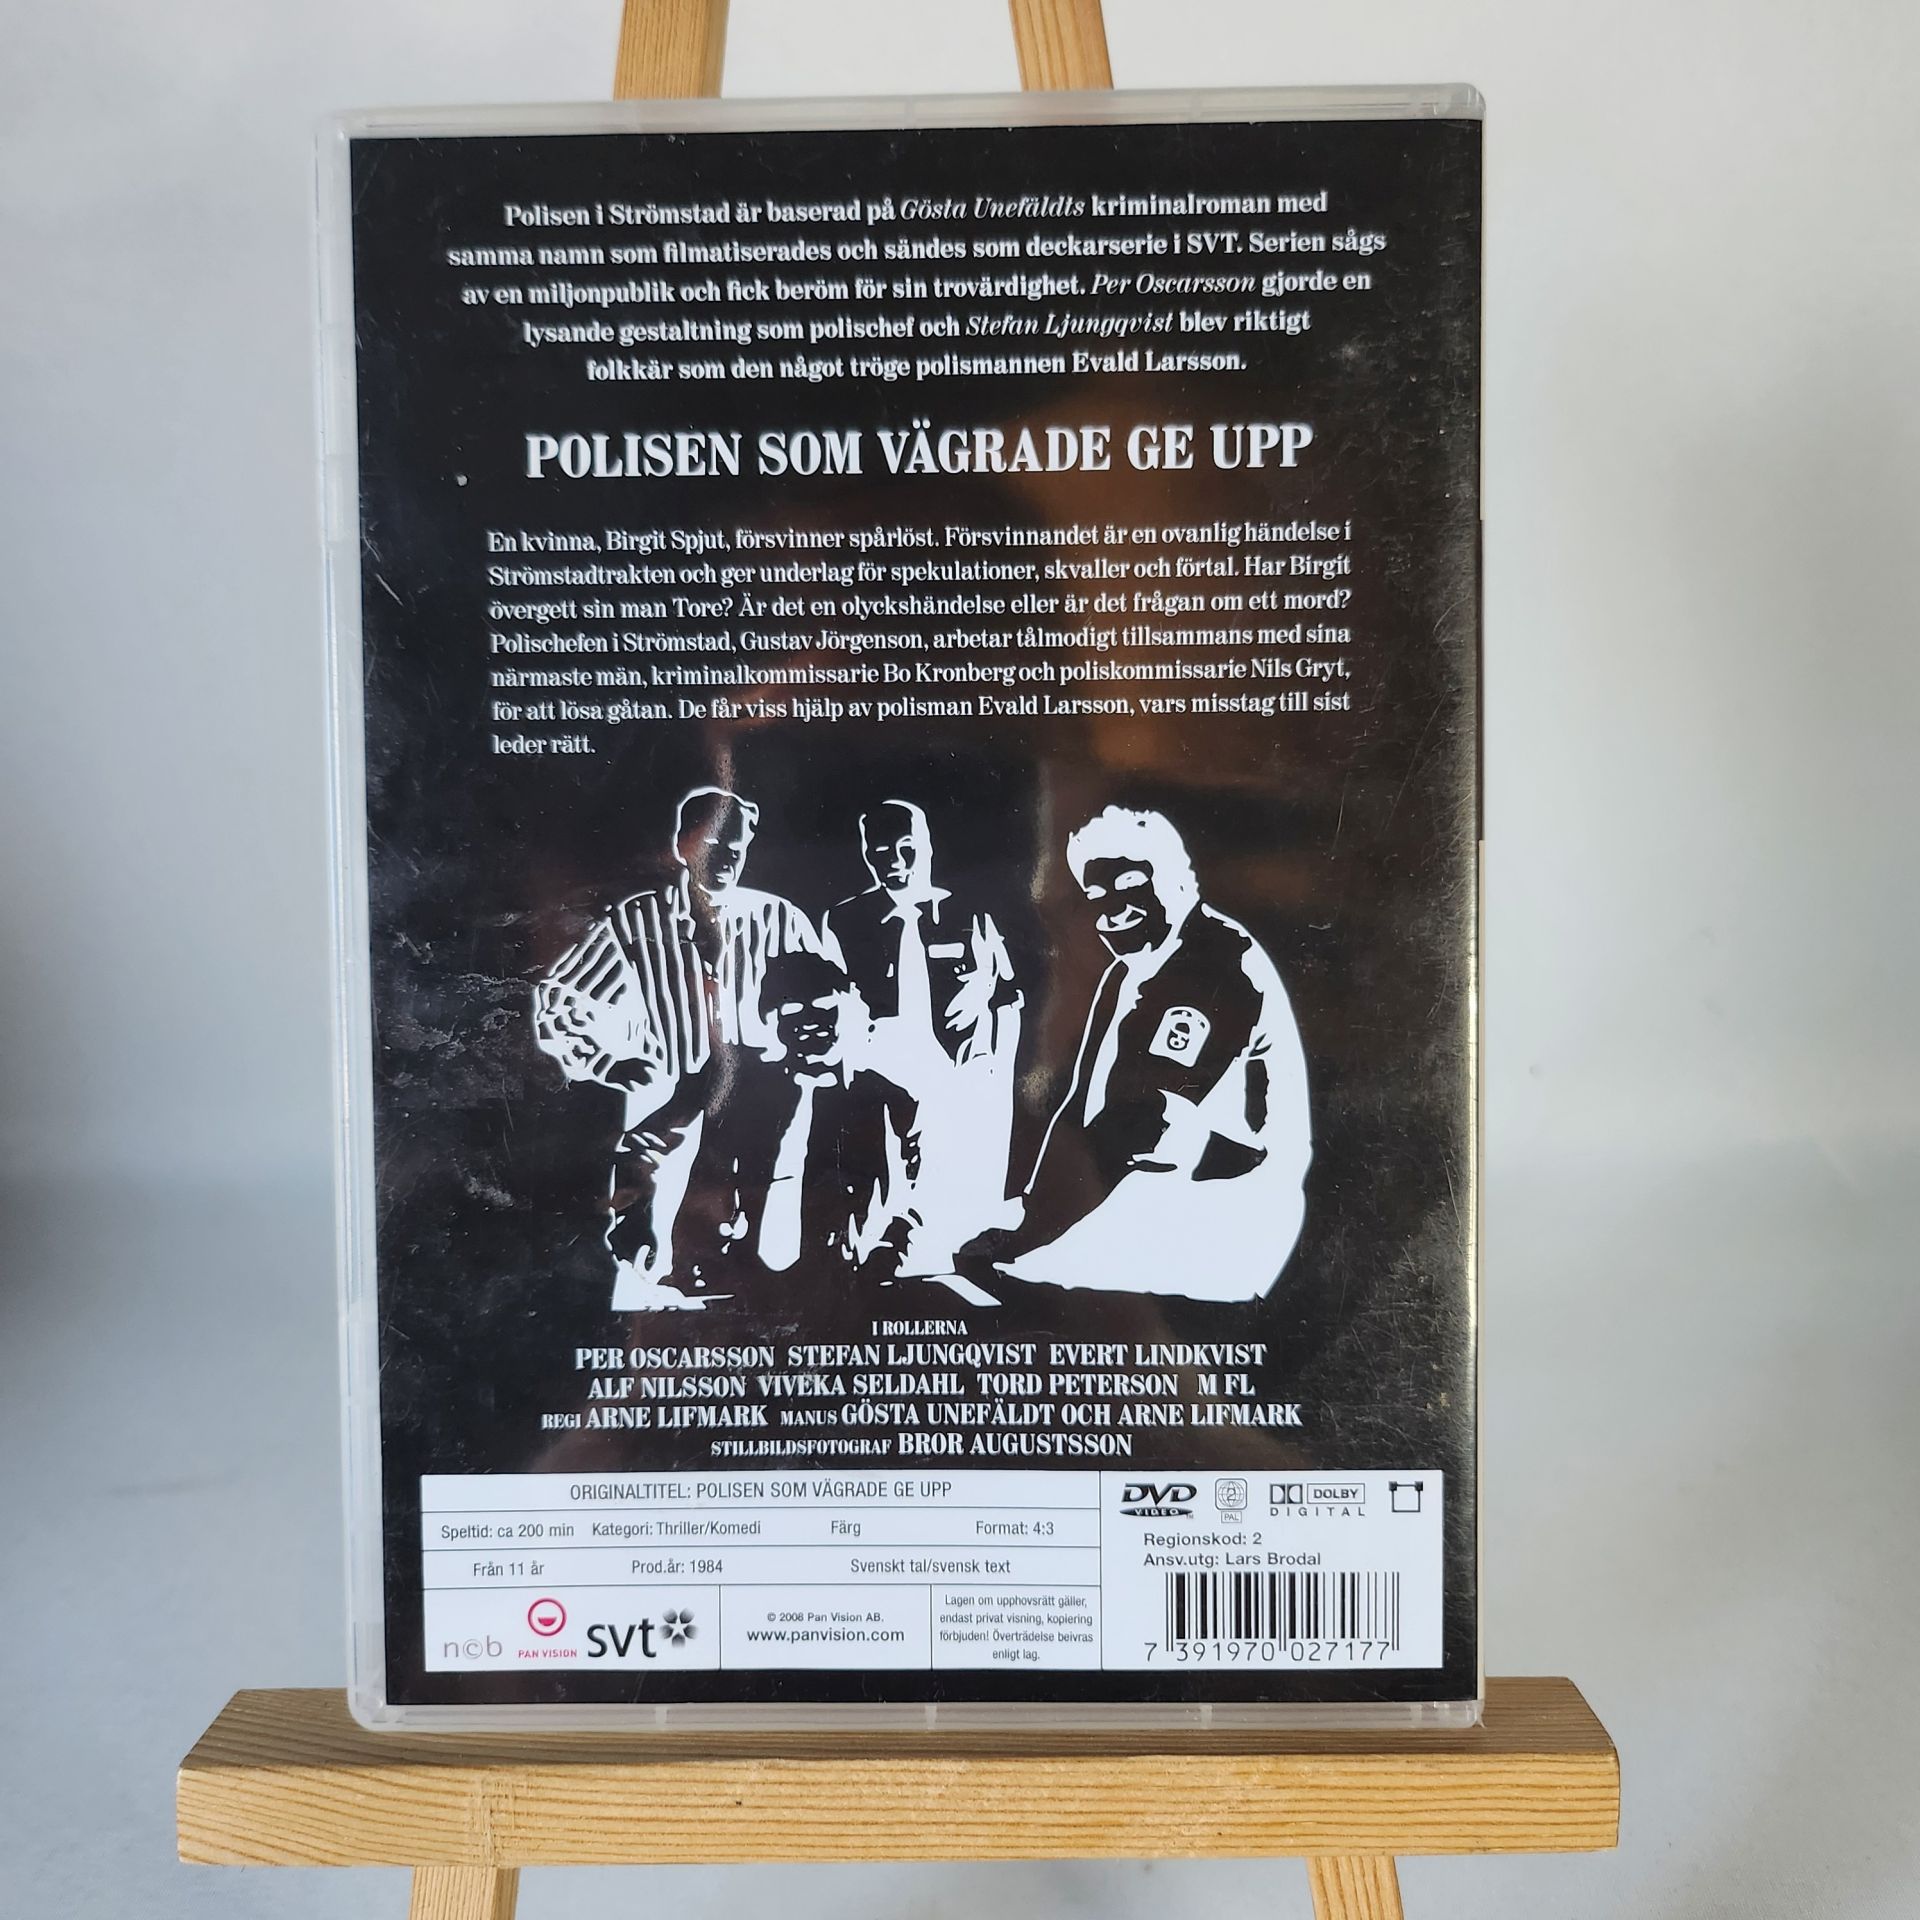 Polisen i Strömstad är baserad på Gösta Unefäldts kriminalroman med
samma namn som filmatiserades och sändes som deckarserie i SVT. Serien sågs
av en miljonpublik och fick beröm för sin trovärdighet. Per Oscarsson gjorde en
lysande gestaltning som polischef och Stefan Ljungqvist blev riktigt
folkkär som den något tröge polismannen Evald Larsson.
POLISEN SOM VÄGRADE GE UPP
En kvinna, Birgit Spjut, försvinner spårlöst. Försvinnandet är en ovanlig händelse i
Strömstadtrakten och ger underlag för spekulationer, skvaller och förtal. Har Birgit
övergett sin man Tore? Är det en olyckshändelse eller är det frågan om ett mord?
Polischefen i Strömstad, Gustav Jörgenson, arbetar tålmodigt tillsammans med sina
närmaste män, kriminalkommissarie Bo Kronberg och poliskommissarie Nils Gryt,
för att lösa gåtan. De får viss hjälp av polisman Evald Larsson, vars misstag till sist
leder rätt.
I ROLLERNA
PER OSCARSSON STEFAN LJUNGQVIST EVERT LINDKVIST
ALF NILSSON VIVEKA SELDAHL TORD PETERSON M FL
REGI ARNE LIFMARK MANUS GÖSTA UNEFÄLDT OCH ARNE LIFMARK
STILLBILDSFOTOGRAF BROR AUGUSTSSON
ORIGINALTITEL: POLISEN SOM VÄGRADE GE UPP
Speltid: ca 200 min Kategori: Thriller/Komedi Färg Format: 4:3
Från 11 år Prod.år: 1984 Svenskt tal/svensk text
ncb PAN VISION svt
© 2008 Pan Vision AB.
www.panvision.com
Lagen om upphovsrätt gäller,
endast privat visning, kopiering
förbjuden! Överträdelse beivras
enligt lag.
DVD VIDEO 2 PAL DOLBY DIGITAL
Regionskod: 2
Ansv.utg: Lars Brodal
7 391970 027177